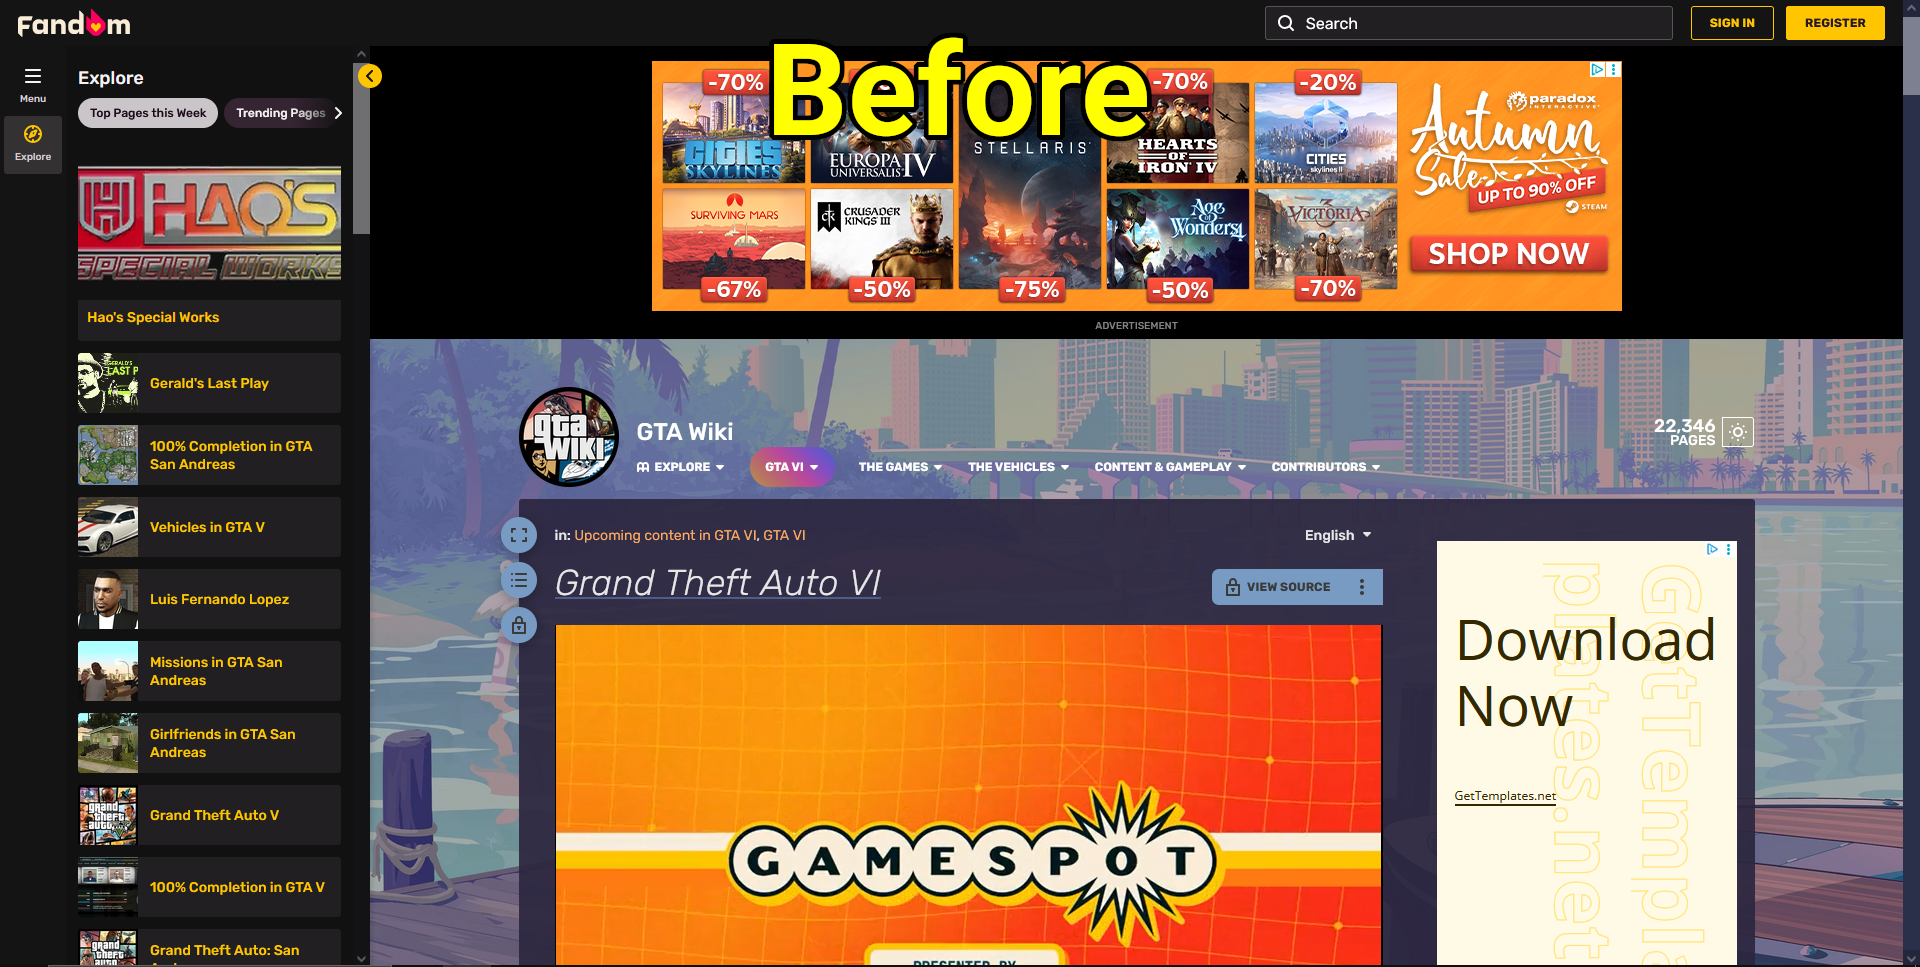 Fandom
Search
SIGN IN
REGISTER
Before
Menu
Explore
Explore
Top Pages this Week
Trending Pages
HAO'S
SPECIAL WORKS
Hao's Special Works
GERALD'S
LAST P
Gerald's Last Play
100% Completion in GTA
San Andreas
Vehicles in GTA V
Luis Fernando Lopez
Missions in GTA San
Andreas
Girlfriends in GTA San
Andreas
grand
theft
auto
Grand Theft Auto V
100% Completion in GTA V
grand
theft
Grand Theft Auto: San
-70%
-70%
-20%
CITIES
SKYLINES
EUROPA
UNIVERSALIS IV
STELLARIS
HEARTS
OF
IRON IV
CITIES
skylines II
SURVIVING MARS
CRUSADER
KINGS III
Age
of
Wonders 4
VICTORIA
3
-67%
-50%
-75%
-50%
-70%
paradox
INTERACTIVE
Autumn
Sale
UP TO 90% OFF
STEAM
SHOP NOW
ADVERTISEMENT
gta
WIKI
GTA Wiki
22,346
PAGES
EXPLORE
GTA VI
THE GAMES
THE VEHICLES
CONTENT & GAMEPLAY
CONTRIBUTORS
in: Upcoming content in GTA VI, GTA VI
English
Grand Theft Auto VI
VIEW SOURCE
GAMESPOT
PRESENTED BY
Download
Now
GetTemplates.net
GetTempla
plates.net